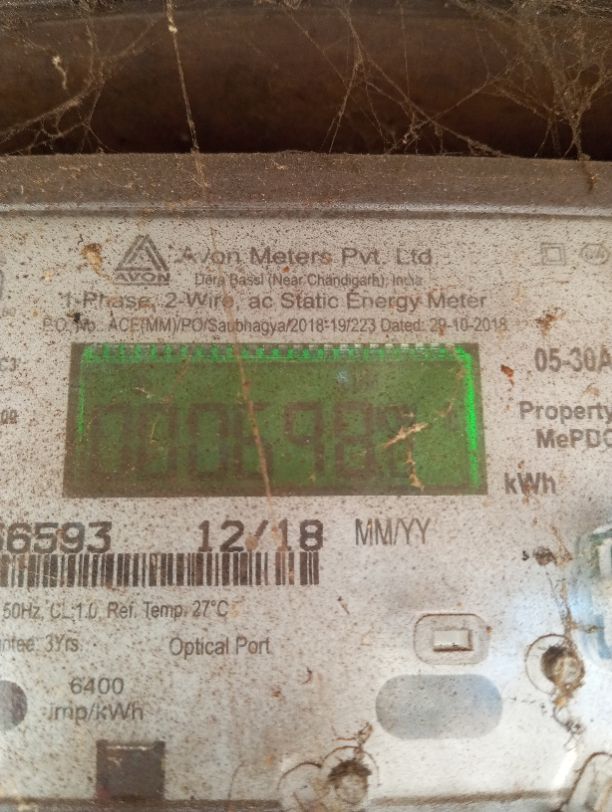 AVON
Avon Meters Pvt. Ltd.
Dera Bassi (Near Chandigarh), India
1-Phase, 2-Wire, ac Static Energy Meter
P.O. No.: ACE(MM)/PO/Saubhagya/2018-19/223 Dated: 29-10-2018
05-30A
Property
MePDC
kWh
6593 12/18 MM/YY
50Hz, CL:1.0, Ref. Temp. 27°C
3Yrs.
Optical Port
6400
imp/kWh